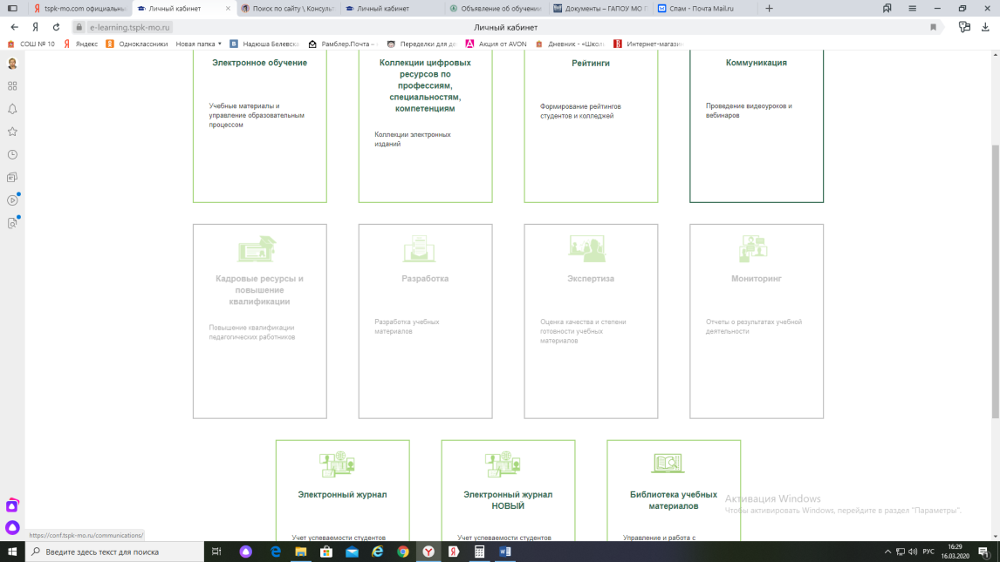 tspk-mo.com официальны
Личный кабинет
Поиск по сайту \ Консульт
Личный кабинет
Объявление об обучении
Документы – ГАПОУ МО Г
Спам - Почта Mail.ru
e-learning.tspk-mo.ru
Личный кабинет
СОШ № 10
Яндекс
Одноклассники
Новая папка
Надюша Белевска
Рамблер.Почта –
Переделки для де
Акция от AVON
Дневник - «Школ
Интернет-магази
Электронное обучение
Учебные материалы и
управление образовательным
процессом
Коллекции цифровых
ресурсов по
профессиям,
специальностям,
компетенциям
Коллекции электронных
изданий
Рейтинги
Формирование рейтингов
студентов и колледжей
Коммуникация
Проведение видеоуроков и
вебинаров
Кадровые ресурсы и
повышение
квалификации
Повышение квалификации
педагогических работников
Разработка
Разработка учебных
материалов
Экспертиза
Оценка качества и степени
готовности учебных
материалов
Мониторинг
Отчеты о результатах учебной
деятельности
Электронный журнал
Учет успеваемости студентов
Электронный журнал
НОВЫЙ
Учет успеваемости студентов
Библиотека учебных
материалов
Управление и работа с
Активация Windows
Чтобы активировать Windows, перейдите в раздел "Параметры".
https://conf.tspk-mo.ru/communications/
Введите здесь текст для поиска
РУС
16:29
16.03.2020